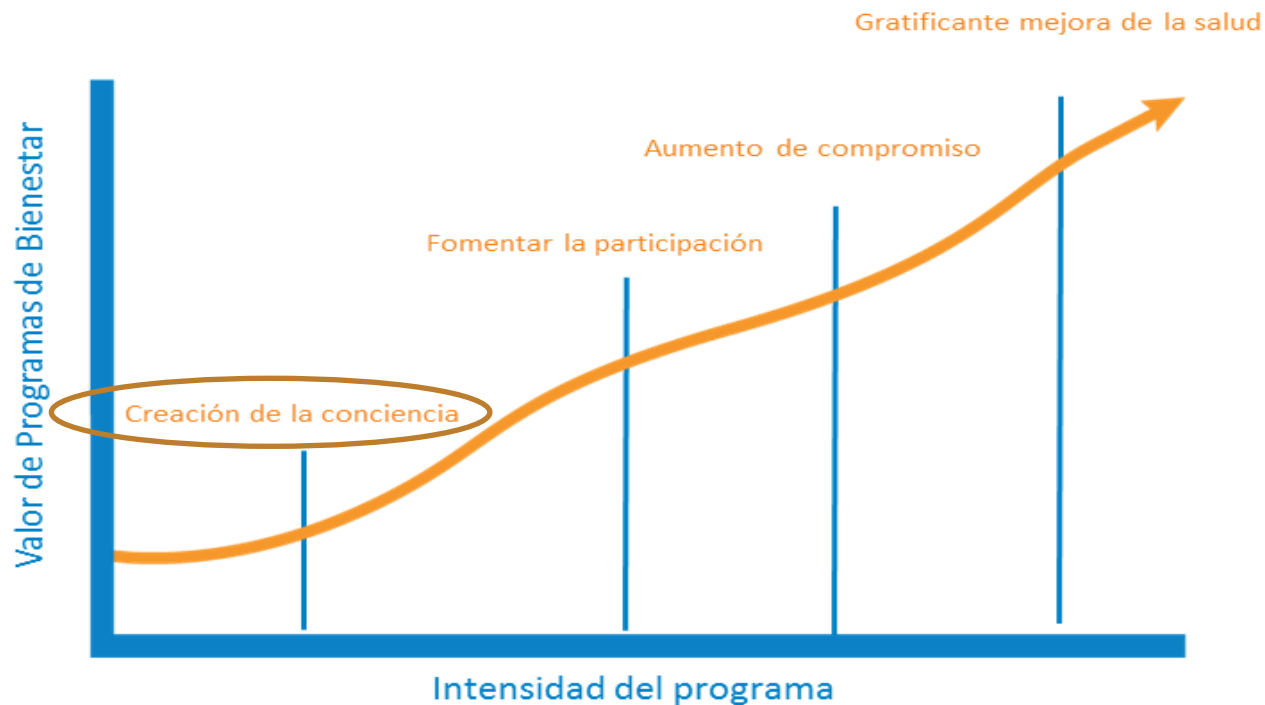 Gratificante mejora de la salud
Aumento de compromiso
Fomentar la participación
Creación de la conciencia
Valor de Programas de Bienestar
Intensidad del programa